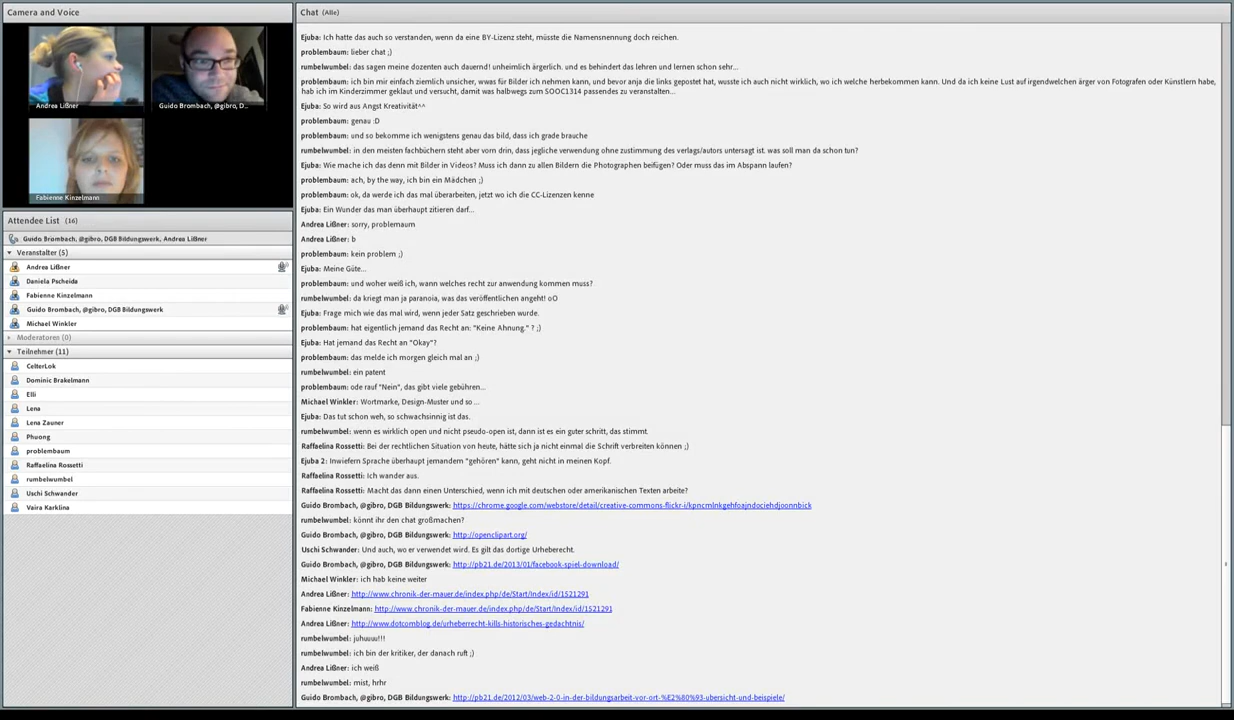 Camera and Voice
Andrea Lißner
Guido Brombach, @gibro, D...
Fabienne Kinzelmann
Attendee List (16)
Guido Brombach, @gibro, DGB Bildungswerk, Andrea Lißner
Veranstalter (5)
Andrea Lißner
Daniela Pscheida
Fabienne Kinzelmann
Guido Brombach, @gibro, DGB Bildungswerk
Michael Winkler
Moderatoren (0)
Teilnehmer (11)
CelterLok
Dominic Brakelmann
Elli
Lena
Lena Zauner
Phuong
problembaum
Raffaelina Rossetti
rumbelwumbel
Uschi Schwander
Vaira Karklina
Chat (Alle)
Ejuba: Ich hatte das auch so verstanden, wenn da eine BY-Lizenz steht, müsste die Namensnennung doch reichen.
problembaum: lieber chat ;)
rumbelwumbel: das sagen meine dozenten auch dauernd! unheimlich ärgerlich. und es behindert das lehren und lernen schon sehr...
problembaum: ich bin mir einfach ziemlich unsicher, wwas für Bilder ich nehmen kann, und bevor anja die links gepostet hat, wusste ich auch nicht wirklich, wo ich welche herbekommen kann. Und da ich keine Lust auf irgendwelchen ärger von Fotografen oder Künstlern habe,
hab ich im Kinderzimmer geklaut und versucht, damit was halbwegs zum SOOC1314 passendes zu veranstalten...
Ejuba: So wird aus Angst Kreativität^^
problembaum: genau :D
problembaum: und so bekomme ich wenigstens genau das bild, dass ich grade brauche
rumbelwumbel: in den meisten fachbüchern steht aber vorn drin, dass jegliche verwendung ohne zustimmung des verlags/autors untersagt ist. was soll man da schon tun?
Ejuba: Wie mache ich das denn mit Bilder in Videos? Muss ich dann zu allen Bildern die Photographen beifügen? Oder muss das im Abspann laufen?
problembaum: ach, by the way, ich bin ein Mädchen ;)
problembaum: ok, da werde ich das mal überarbeiten, jetzt wo ich die CC-Lizenzen kenne
Ejuba: Ein Wunder das man überhaupt zitieren darf...
Andrea Lißner: sorry, problemaum
Andrea Lißner: b
problembaum: kein problem ;)
Ejuba: Meine Güte...
problembaum: und woher weiß ich, wann welches recht zur anwendung kommen muss?
rumbelwumbel: da kriegt man ja paranoia, was das veröffentlichen angeht! oO
Ejuba: Frage mich wie das mal wird, wenn jeder Satz geschrieben wurde.
problembaum: hat eigentlich jemand das Recht an: "Keine Ahnung." ? ;)
Ejuba: Hat jemand das Recht an "Okay"?
problembaum: das melde ich morgen gleich mal an ;)
rumbelwumbel: ein patent
problembaum: ode rauf "Nein", das gibt viele gebühren...
Michael Winkler: Wortmarke, Design-Muster und so ...
Ejuba: Das tut schon weh, so schwachsinnig ist das.
rumbelwumbel: wenn es wirklich open und nicht pseudo-open ist, dann ist es ein guter schritt, das stimmt.
Raffaelina Rossetti: Bei der rechtlichen Situation von heute, hätte sich ja nicht einmal die Schrift verbreiten können ;)
Ejuba 2: Inwiefern Sprache überhaupt jemandem "gehören" kann, geht nicht in meinen Kopf.
Raffaelina Rossetti: Ich wander aus.
Raffaelina Rossetti: Macht das dann einen Unterschied, wenn ich mit deutschen oder amerikanischen Texten arbeite?
Guido Brombach, @gibro, DGB Bildungswerk: https://chrome.google.com/webstore/detail/creative-commons-flickr-i/kpncmlnkgehfoajndociehdjoonnbick
rumbelwumbel: könnt ihr den chat großmachen?
Guido Brombach, @gibro, DGB Bildungswerk: http://openclipart.org/
Uschi Schwander: Und auch, wo er verwendet wird. Es gilt das dortige Urheberecht.
Guido Brombach, @gibro, DGB Bildungswerk: http://pb21.de/2013/01/facebook-spiel-download/
Michael Winkler: ich hab keine weiter
Andrea Lißner: http://www.chronik-der-mauer.de/index.php/de/Start/Index/id/1521291
Fabienne Kinzelmann: http://www.chronik-der-mauer.de/index.php/de/Start/Index/id/1521291
Andrea Lißner: http://www.dotcomblog.de/urheberrecht-kills-historisches-gedachtnis/
rumbelwumbel: juhuuuu!!!
rumbelwumbel: ich bin der kritiker, der danach ruft ;)
Andrea Lißner: ich weiß
rumbelwumbel: mist, hrhr
Guido Brombach, @gibro, DGB Bildungswerk: http://pb21.de/2012/03/web-2-0-in-der-bildungsarbeit-vor-ort-%E2%80%93-ubersicht-und-beispiele/